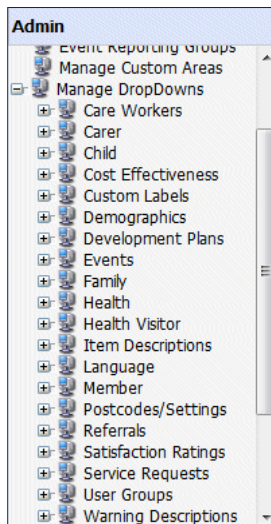 Admin
Event Reporting Groups
Manage Custom Areas
Manage DropDowns
Care Workers
Carer
Child
Cost Effectiveness
Custom Labels
Demographics
Development Plans
Events
Family
Health
Health Visitor
Item Descriptions
Language
Member
Postcodes/Settings
Referrals
Satisfaction Ratings
Service Requests
User Groups
Warning Descriptions